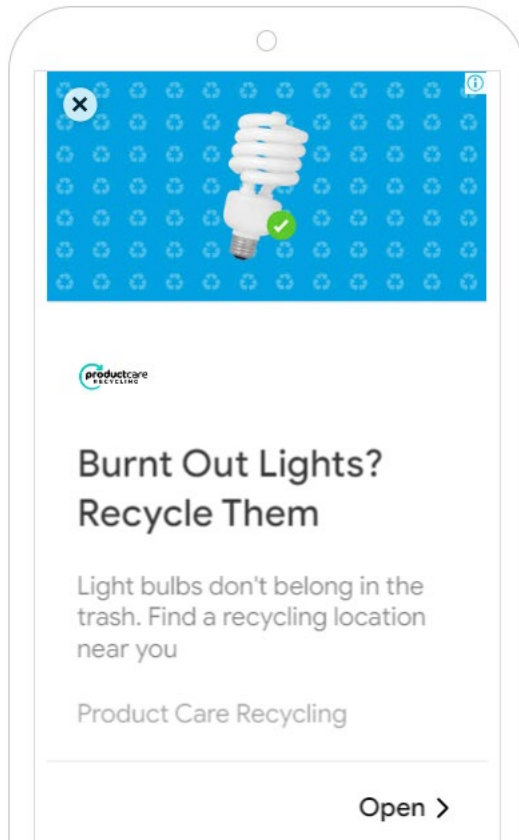 productcare
RECYCLING
Burnt Out Lights?
Recycle Them
Light bulbs don't belong in the
trash. Find a recycling location
near you
Product Care Recycling
Open